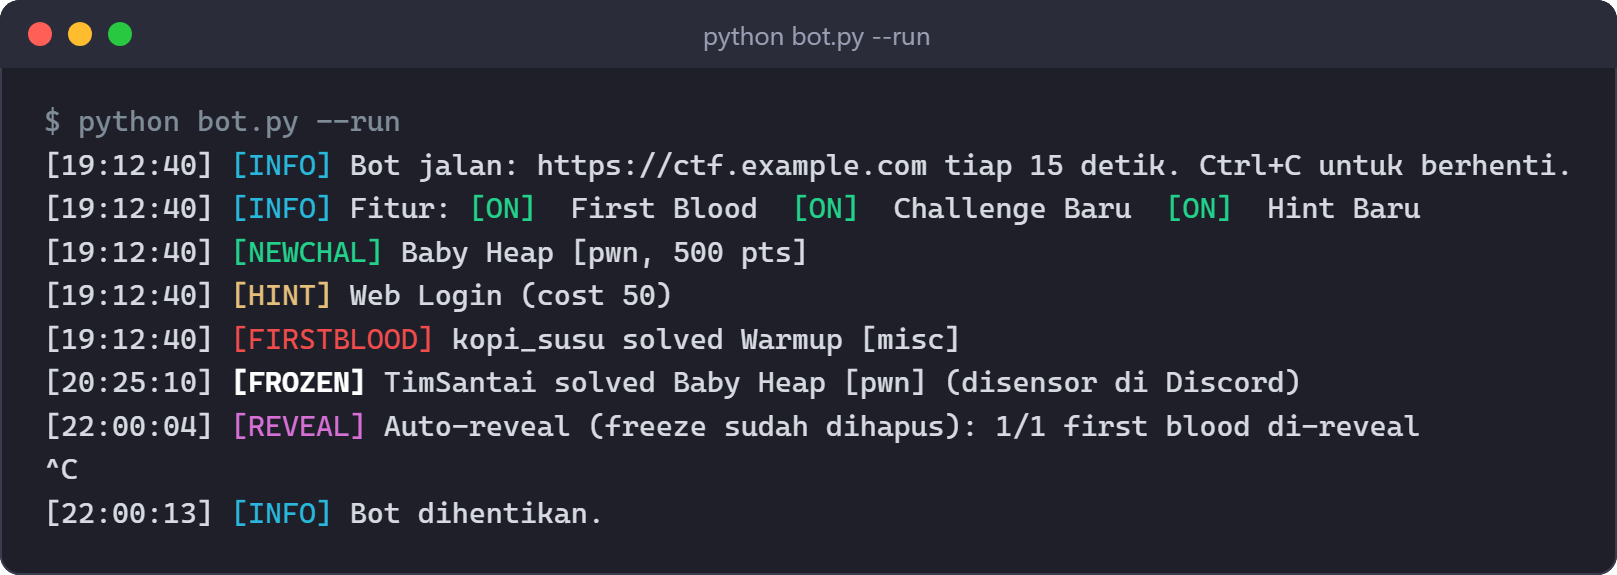 python bot.py --run
$ python bot.py --run
[19:12:40] [INFO] Bot jalan: https://ctf.example.com tiap 15 detik. Ctrl+C untuk berhenti.
[19:12:40] [INFO] Fitur: [ON]  First Blood  [ON]  Challenge Baru  [ON]  Hint Baru
[19:12:40] [NEWCHAL] Baby Heap [pwn, 500 pts]
[19:12:40] [HINT] Web Login (cost 50)
[19:12:40] [FIRSTBLOOD] kopi_susu solved Warmup [misc]
[20:25:10] [FROZEN] TimSantai solved Baby Heap [pwn] (disensor di Discord)
[22:00:04] [REVEAL] Auto-reveal (freeze sudah dihapus): 1/1 first blood di-reveal
^C
[22:00:13] [INFO] Bot dihentikan.